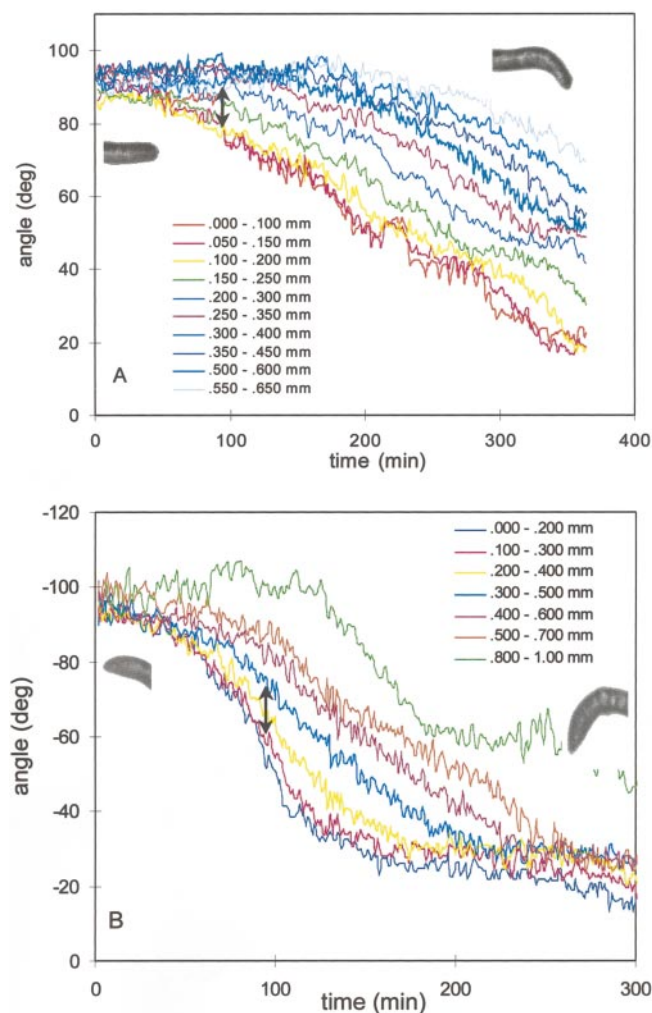 100
80
60
40
20
0
angle (deg)
.000 - .100 mm
.050 - .150 mm
.100 - .200 mm
.150 - .250 mm
.200 - .300 mm
.250 - .350 mm
.300 - .400 mm
.350 - .450 mm
.500 - .600 mm
.550 - .650 mm
A
0 100 200 300 400
time (min)
-120
-100
-80
-60
-40
-20
0
angle (deg)
.000 - .200 mm
.100 - .300 mm
.200 - .400 mm
.300 - .500 mm
.400 - .600 mm
.500 - .700 mm
.800 - 1.00 mm
B
0 100 200 300
time (min)